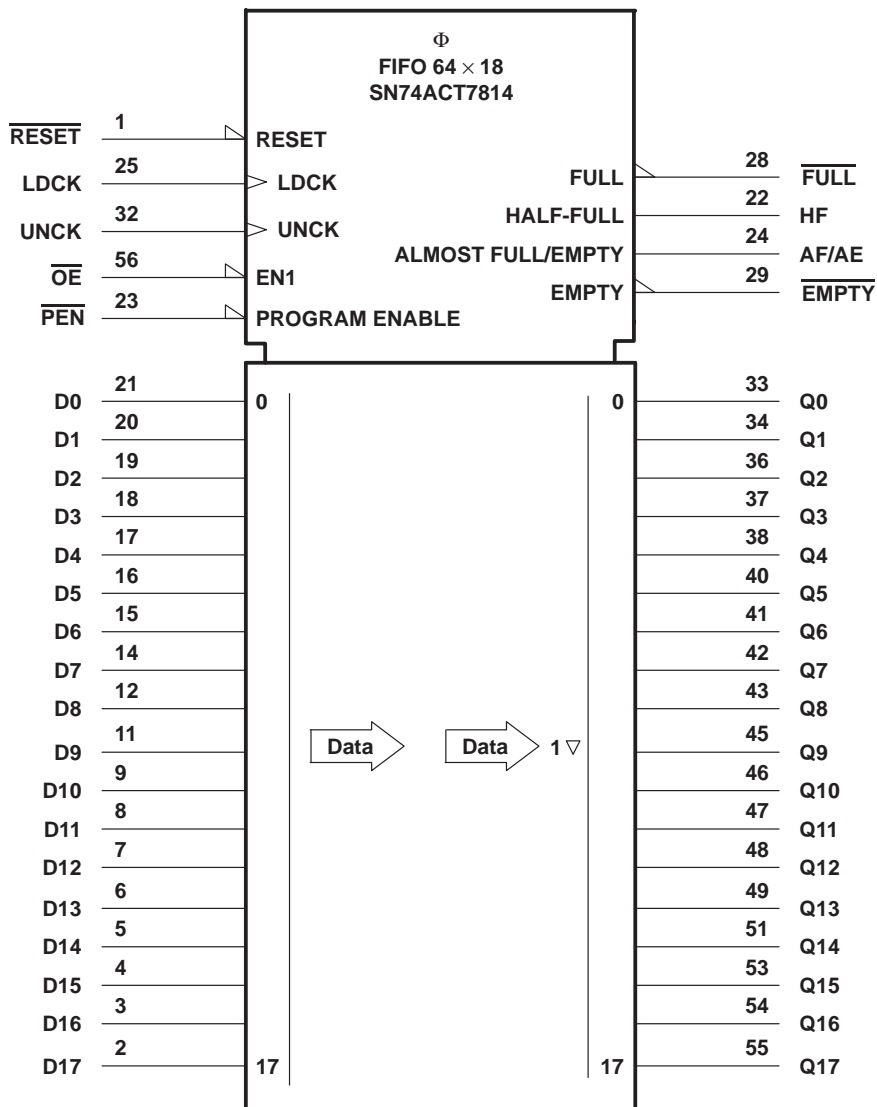 Φ
FIFO 64 × 18
SN74ACT7814
RESET 1 RESET
LDCK 25 LDCK
UNCK 32 UNCK
OE 56 EN1
PEN 23 PROGRAM ENABLE
FULL 28 FULL
HALF-FULL 22 HF
ALMOST FULL/EMPTY 24 AF/AE
EMPTY 29 EMPTY
D0 21 0 0 33 Q0
D1 20 34 Q1
D2 19 36 Q2
D3 18 37 Q3
D4 17 38 Q4
D5 16 40 Q5
D6 15 41 Q6
D7 14 42 Q7
D8 12 43 Q8
D9 11 Data Data 1 ▽ 45 Q9
D10 9 46 Q10
D11 8 47 Q11
D12 7 48 Q12
D13 6 49 Q13
D14 5 51 Q14
D15 4 53 Q15
D16 3 54 Q16
D17 2 17 17 55 Q17